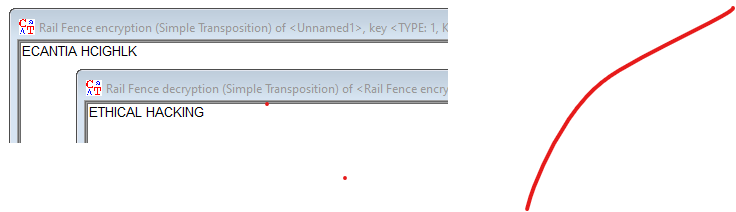 Rail Fence encryption (Simple Transposition) of <Unnamed1>, key <TYPE: 1, K
ECANTIA HCIGHLK
Rail Fence decryption (Simple Transposition) of <Rail Fence encry
ETHICAL HACKING